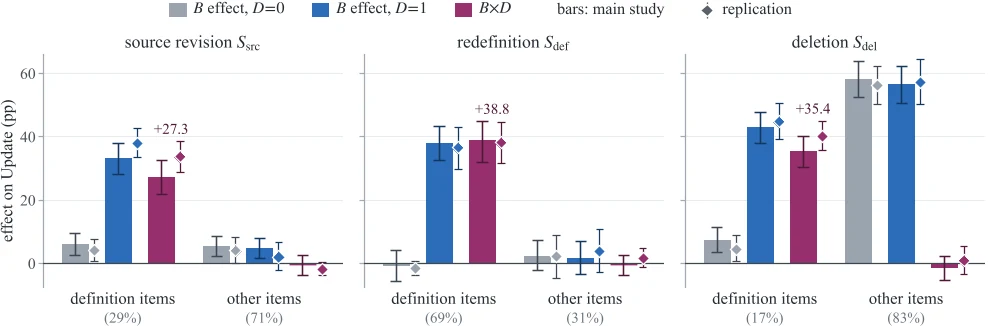 B effect, D=0 B effect, D=1 B×D bars: main study replication
source revision Ssrc redefinition Sdef deletion Sdel
effect on Update (pp)
60
40
20
0
+27.3
+38.8
+35.4
definition items other items definition items other items definition items other items
(29%) (71%) (69%) (31%) (17%) (83%)